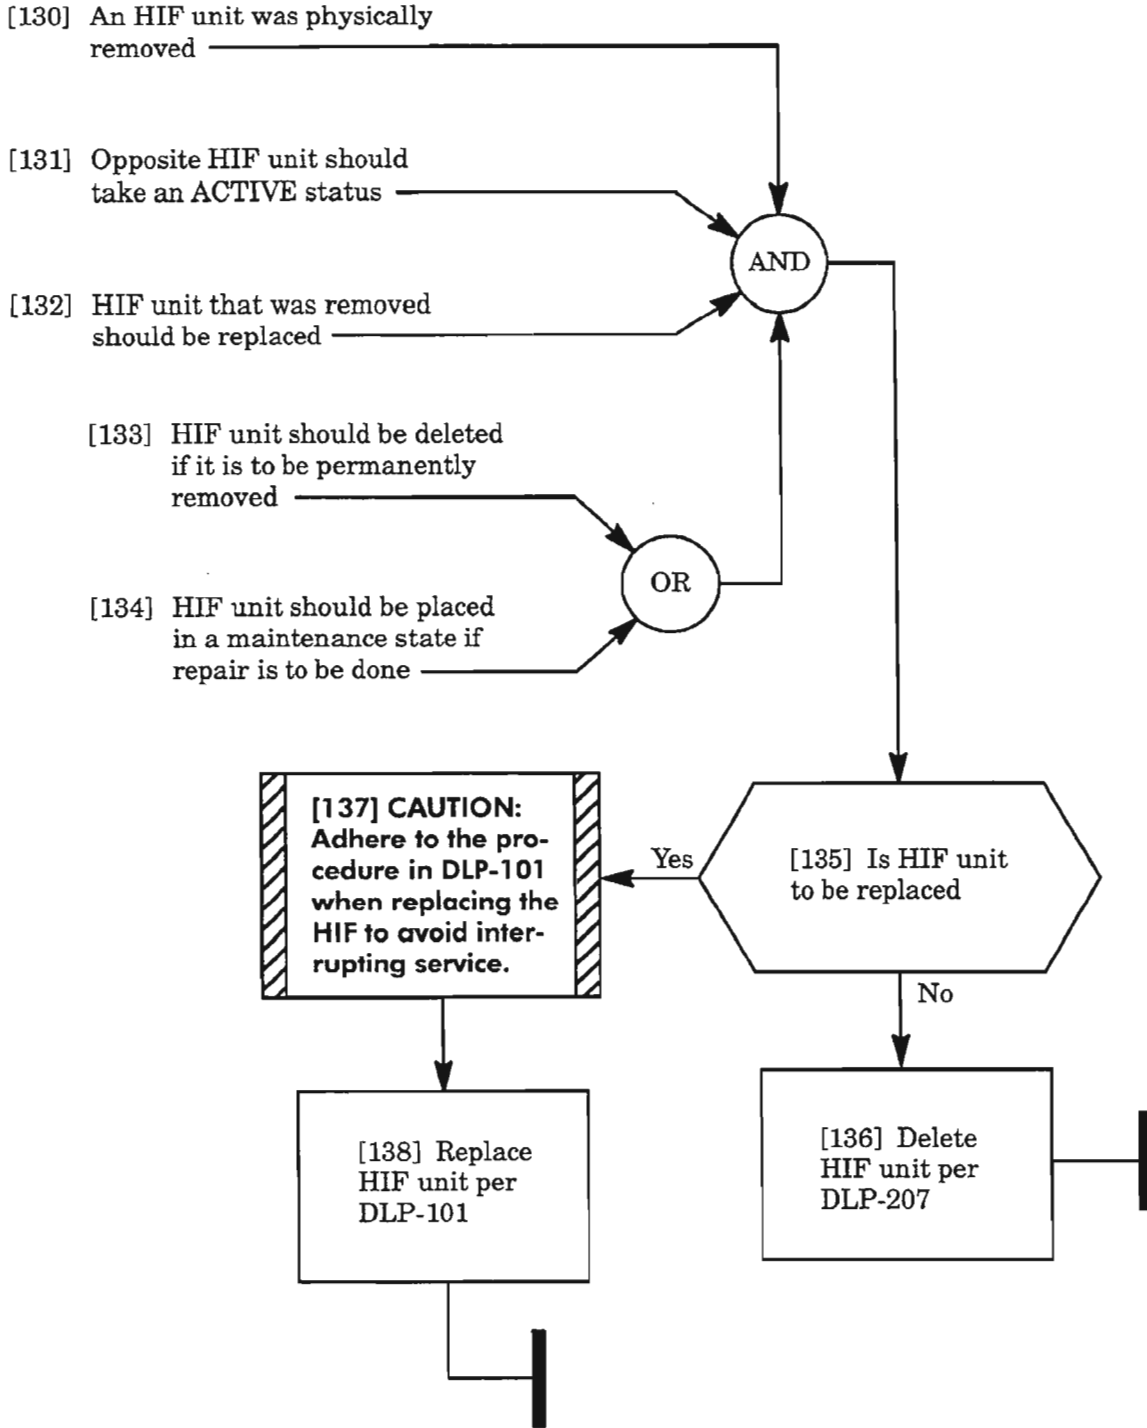 [130] An HIF unit was physically
removed
[131] Opposite HIF unit should
take an ACTIVE status
AND
[132] HIF unit that was removed
should be replaced
[133] HIF unit should be deleted
if it is to be permanently
removed
OR
[134] HIF unit should be placed
in a maintenance state if
repair is to be done
[137] CAUTION:
Adhere to the pro-
cedure in DLP-101
when replacing the
HIF to avoid inter-
rupting service.
Yes
[135] Is HIF unit
to be replaced
No
[138] Replace
HIF unit per
DLP-101
[136] Delete
HIF unit per
DLP-207